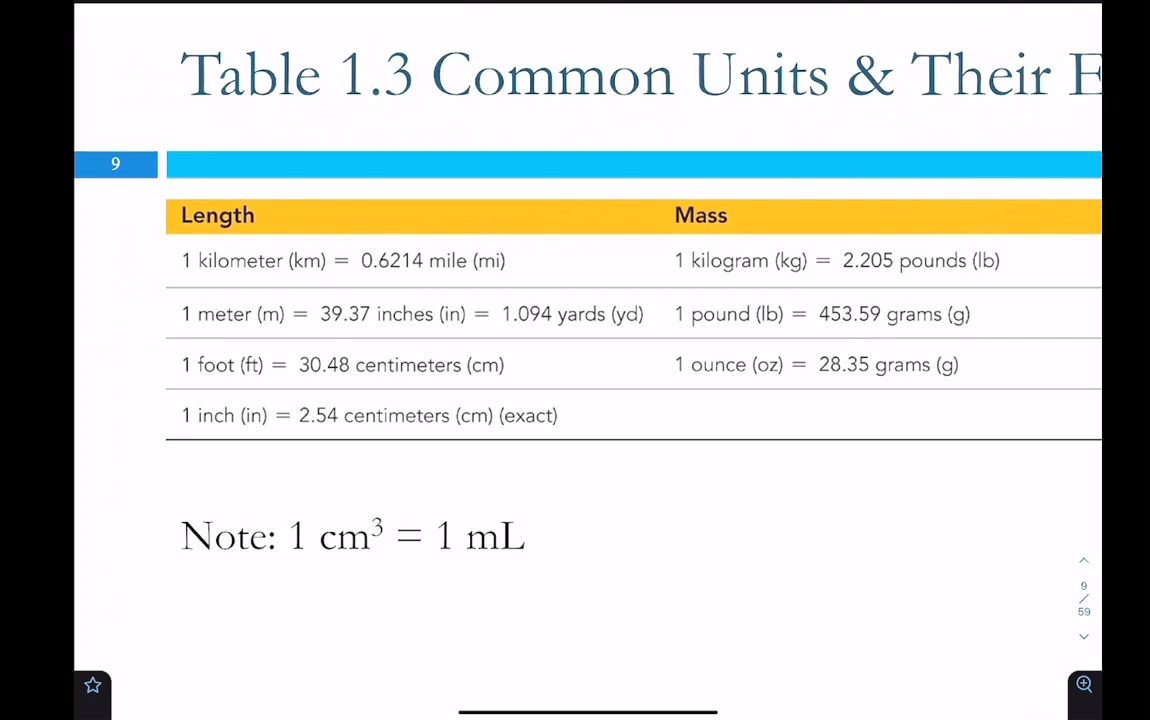 Table 1.3 Common Units & Their E
9
Length Mass
1 kilometer (km) = 0.6214 mile (mi) 1 kilogram (kg) = 2.205 pounds (lb)
1 meter (m) = 39.37 inches (in) = 1.094 yards (yd) 1 pound (lb) = 453.59 grams (g)
1 foot (ft) = 30.48 centimeters (cm) 1 ounce (oz) = 28.35 grams (g)
1 inch (in) = 2.54 centimeters (cm) (exact)
Note: 1 cm³ = 1 mL
9
/
59